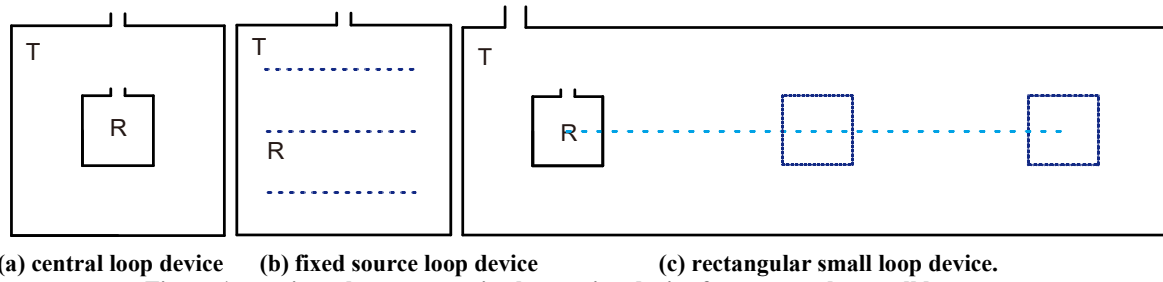 T
R
T
R
T
R
(a) central loop device
(b) fixed source loop device
(c) rectangular small loop device.